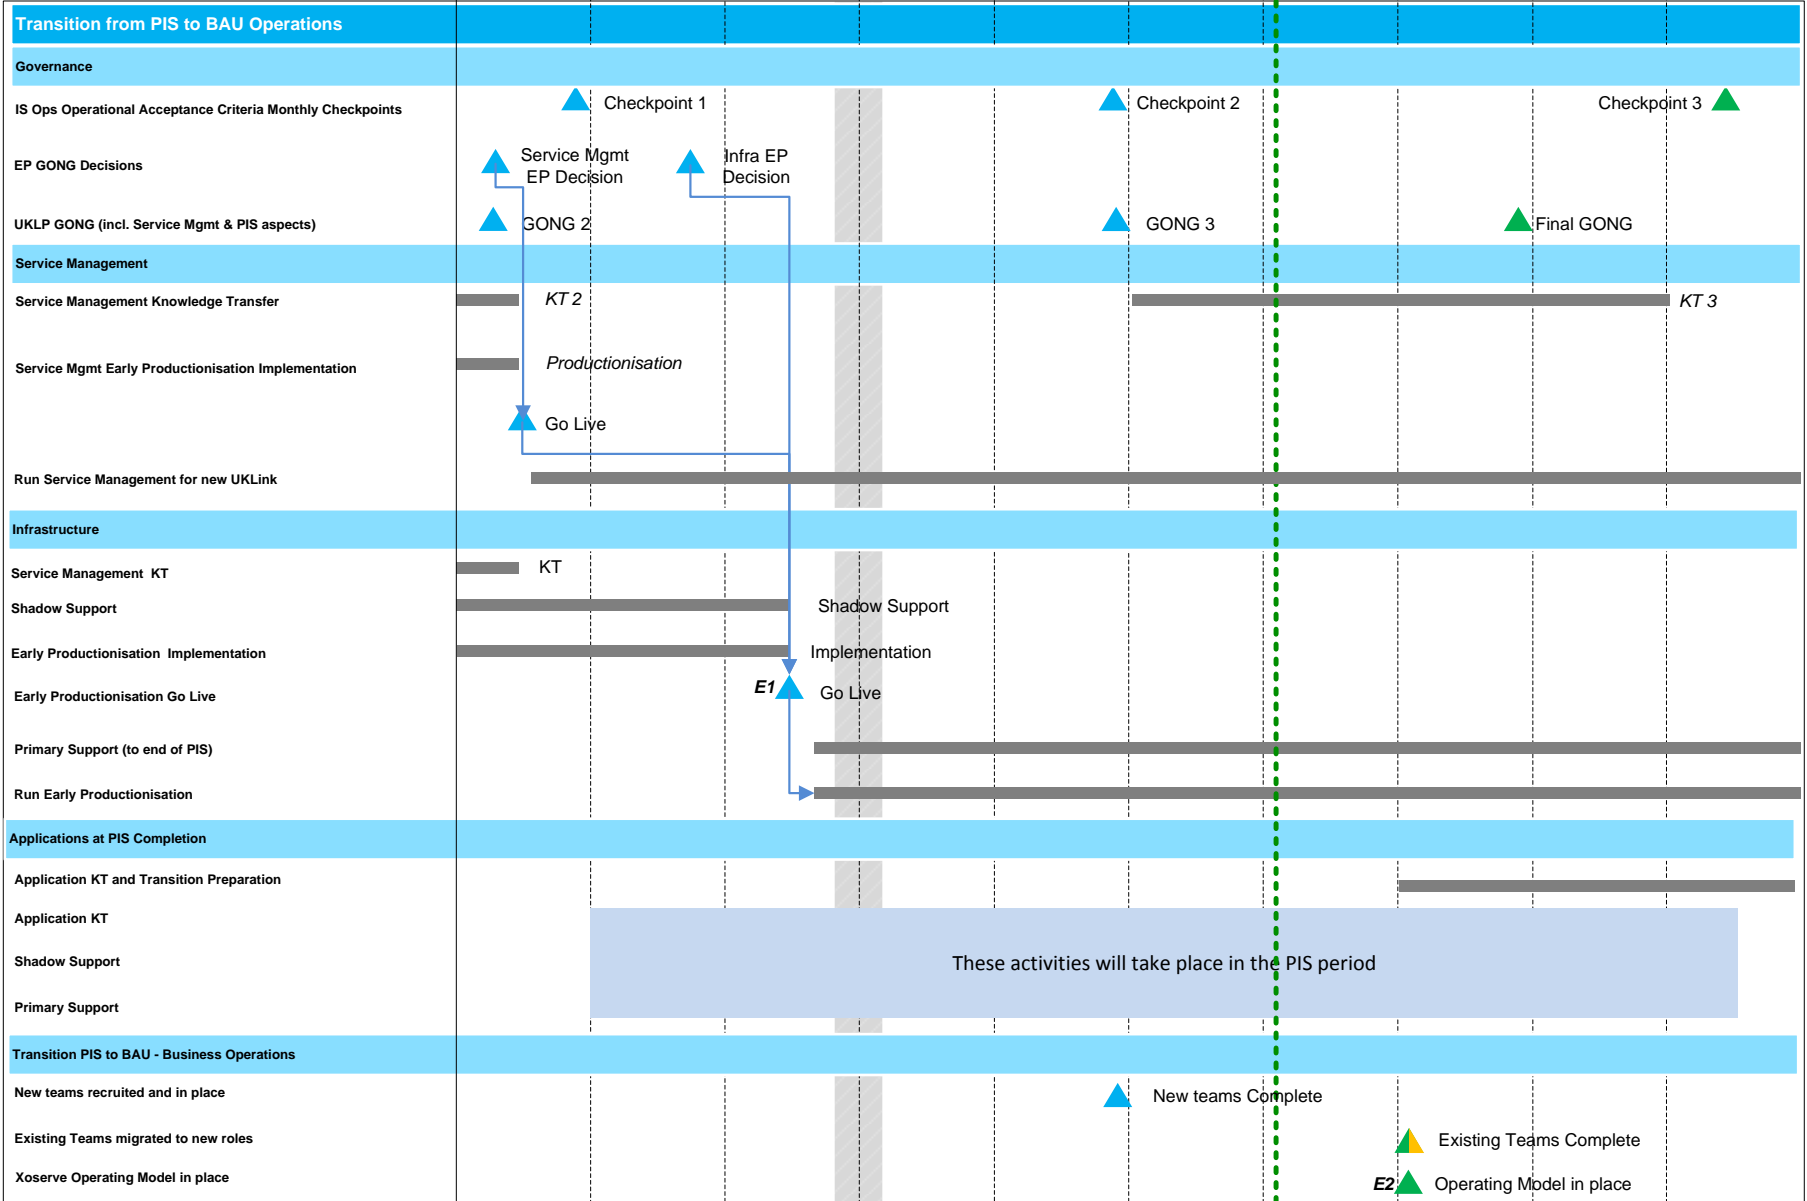 Transition from PIS to BAU Operations
Governance
IS Ops Operational Acceptance Criteria Monthly Checkpoints
Checkpoint 1
Checkpoint 2
Checkpoint 3
EP GONG Decisions
Service Mgmt
EP Decision
Infra EP
Decision
UKLP GONG (incl. Service Mgmt & PIS aspects)
GONG 2
GONG 3
Final GONG
Service Management
Service Management Knowledge Transfer
KT 2
KT 3
Service Mgmt Early Productionisation Implementation
Productionisation
Go Live
Run Service Management for new UKLink
Infrastructure
Service Management  KT
KT
Shadow Support
Shadow Support
Early Productionisation  Implementation
Implementation
Early Productionisation Go Live
E1
Go Live
Primary Support (to end of PIS)
Run Early Productionisation
Applications at PIS Completion
Application KT and Transition Preparation
Application KT
Shadow Support
These activities will take place in the PIS period
Primary Support
Transition PIS to BAU - Business Operations
New teams recruited and in place
New teams Complete
Existing Teams migrated to new roles
Existing Teams Complete
Xoserve Operating Model in place
E2
Operating Model in place